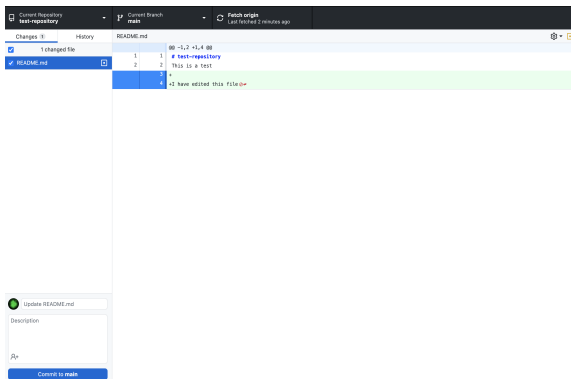 Current Repository
test-repository
Current Branch
main
Fetch origin
Last fetched 2 minutes ago
Changes 1
History
README.md
1 changed file
README.md
@@ -1,2 +1,4 @@
1 1 # test-repository
2 2 This is a test
3 +
4 +I have edited this file
Update README.md
Description
Commit to main